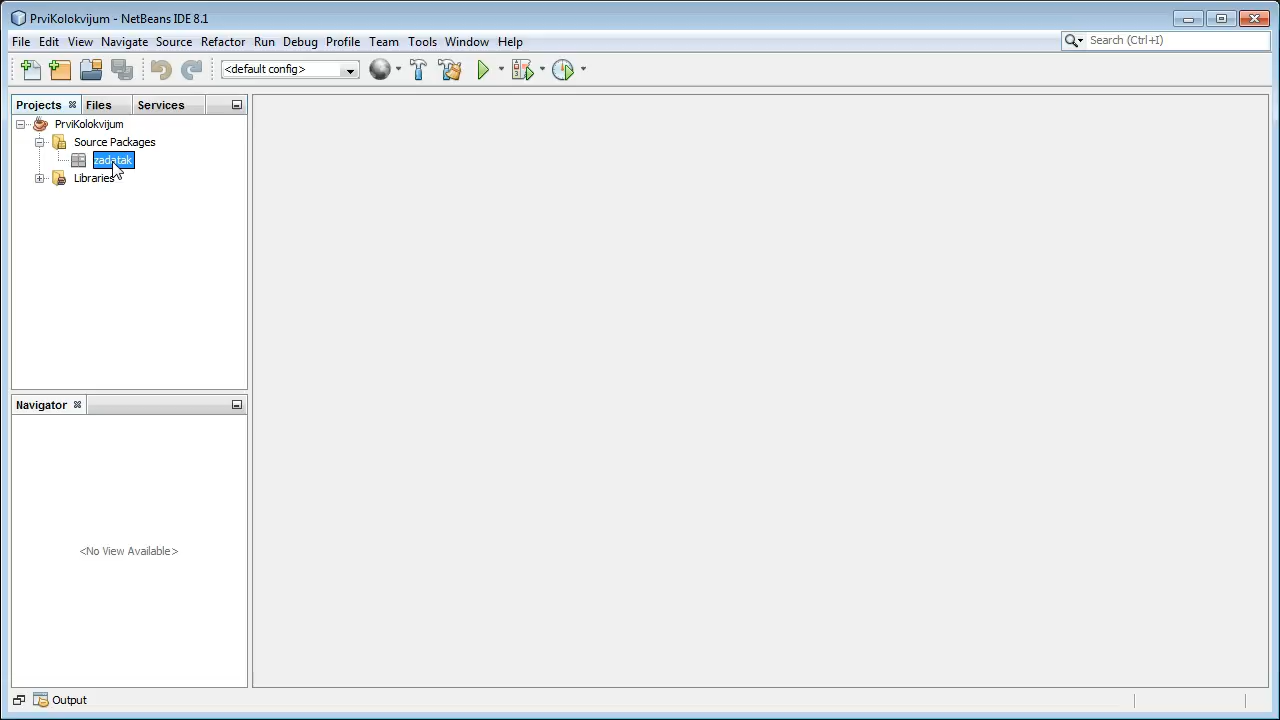 PrviKolokvijum - NetBeans IDE 8.1
File Edit View Navigate Source Refactor Run Debug Profile Team Tools Window Help
Search (Ctrl+I)
<default config>
Projects Files Services
PrviKolokvijum
Source Packages
zadatak
Libraries
Navigator
<No View Available>
Output